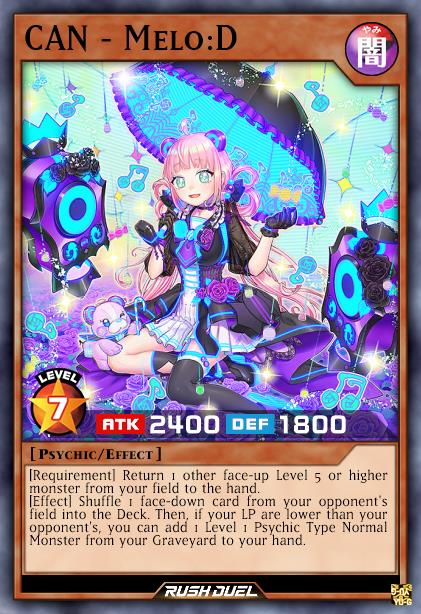 CAN - Melo:D
やみ
闇
LEVEL
7
ATK 2400 DEF 1800
[Psychic/Effect]
[Requirement] Return 1 other face-up Level 5 or higher
monster from your field to the hand.
[Effect] Shuffle 1 face-down card from your opponent's
field into the Deck. Then, if your LP are lower than your
opponent's, you can add 1 Level 1 Psychic Type Normal
Monster from your Graveyard to your hand.
RUSH DUEL